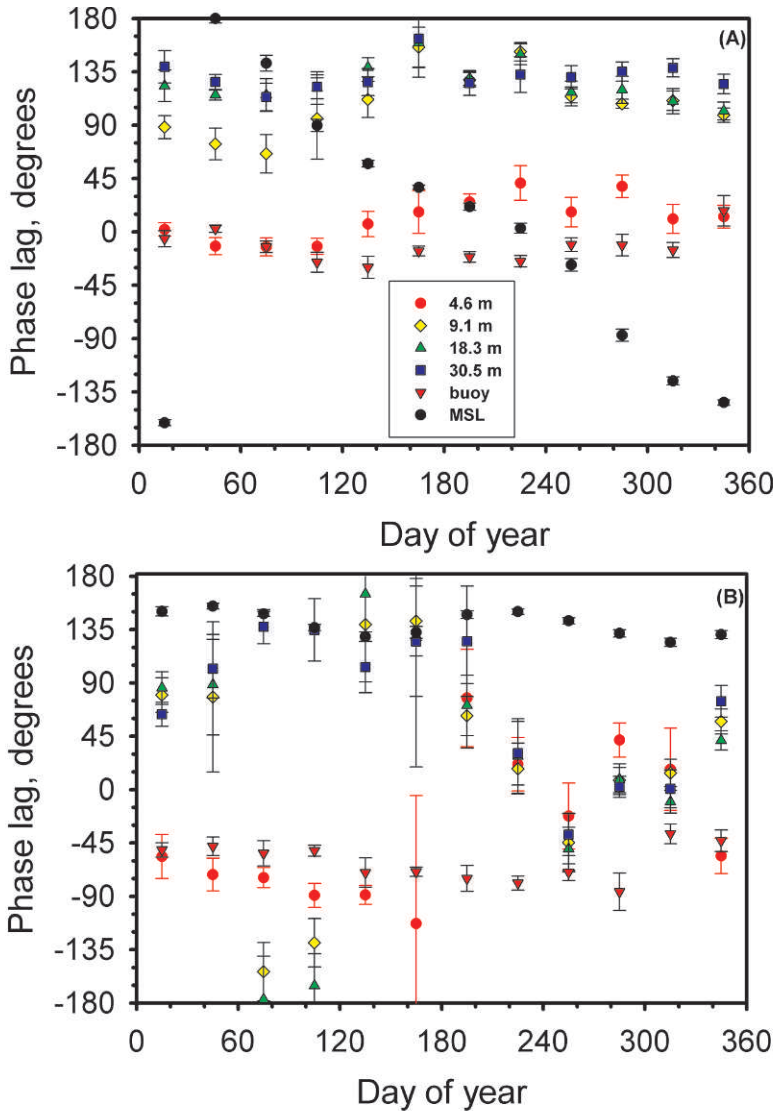 (A)
Phase lag, degrees
180
135
90
45
0
-45
-90
-135
-180
4.6 m
9.1 m
18.3 m
30.5 m
buoy
MSL
0 60 120 180 240 300 360
Day of year
(B)
Phase lag, degrees
180
135
90
45
0
-45
-90
-135
-180
0 60 120 180 240 300 360
Day of year